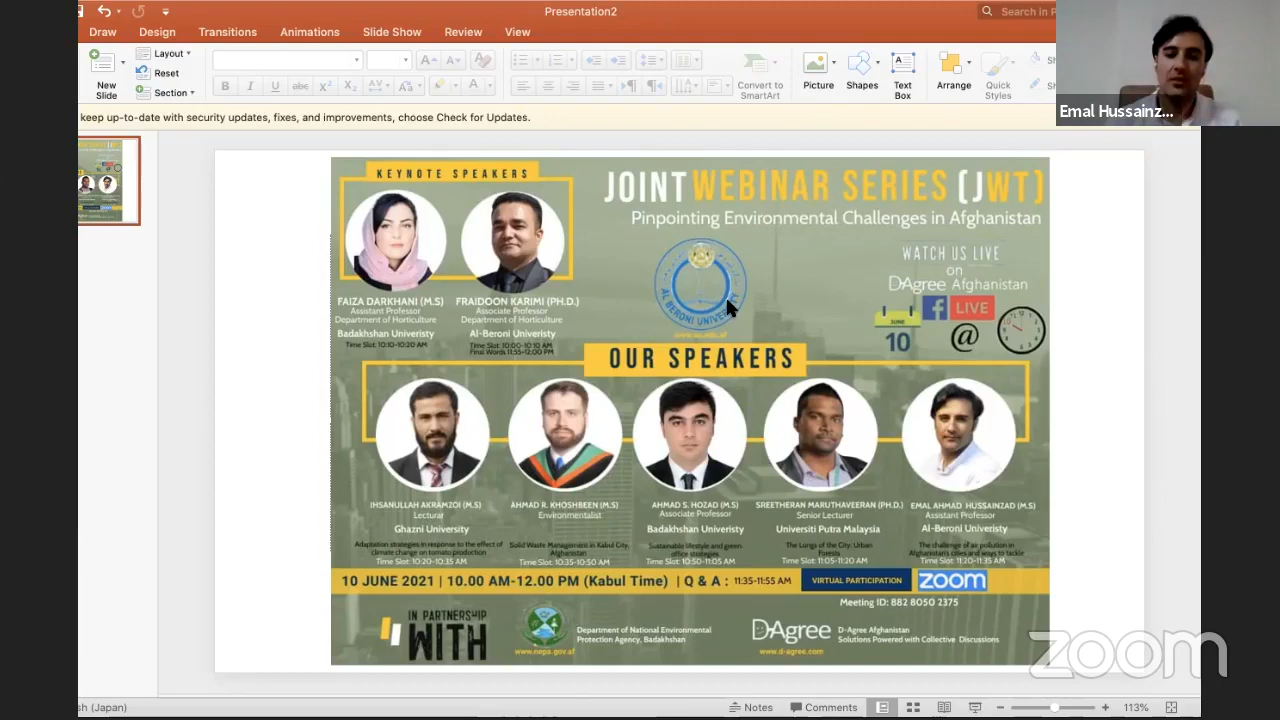 Presentation2
Search in P
Draw Design Transitions Animations Slide Show Review View
New Slide
Layout
Reset
Section
Convert to SmartArt
Picture
Shapes
Text Box
Arrange
Quick Styles
Emal Hussainz...
keep up-to-date with security updates, fixes, and improvements, choose Check for Updates.
KEYNOTE SPEAKERS
JOINT WEBINAR SERIES (JWT)
Pinpointing Environmental Challenges in Afghanistan
WATCH US LIVE
on
DAgree Afghanistan
LIVE
JUNE
10
@
AL BERONI UNIVERSITY
FAIZA DARKHANI (M.S)
Assistant Professor
Department of Horticulture
Badakhshan Univeristy
Time Slot: 10:10-10:20 AM
FRAIDOON KARIMI (PH.D.)
Associate Professor
Department of Horticulture
Al-Beroni Univeristy
Time Slot: 10:00-10:10 AM
Final Words 11:55-12:00 PM
OUR SPEAKERS
IHSANULLAH AKRAMZOI (M.S)
Lecturar
Ghazni University
Adaptation strategies in response to the effect of
climate change on tomato production
Time Slot: 10:20-10:35 AM
AHMAD R. KHOSHBEEN (M.S)
Environmentalist
Solid Waste Management in Kabul City,
Afghanistan
Time Slot: 10:35-10:50 AM
AHMAD S. HOZAD (M.S)
Associate Professor
Badakhshan Univeristy
Sustainable lifestyle and green
office strategies
Time Slot: 10:50-11:05 AM
SREETHERAN MARUTHAVEERAN (PH.D.)
Senior Lecturer
Universiti Putra Malaysia
The Lungs of the City: Urban
Forests
Time Slot: 11:05-11:20 AM
EMAL AHMAD HUSSAINZAD (M.S)
Assistant Professor
Al-Beroni Univeristy
The challenge of air pollution in
Afghanistan's cities and ways to tackle
Time Slot: 11:20-11:35 AM
10 JUNE 2021 | 10.00 AM-12.00 PM (Kabul Time) | Q & A : 11:35-11:55 AM
VIRTUAL PARTICIPATION
zoom
Meeting ID: 882 8050 2375
IN PARTNERSHIP
WITH
www.neps.gov.af
Department of National Environmental
Protection Agency, Badakhshan
DAgree
www.d-agree.com
D-Agree Afghanistan
Solutions Powered with Collective Discussions
zoom
sh (Japan)
Notes
Comments
113%